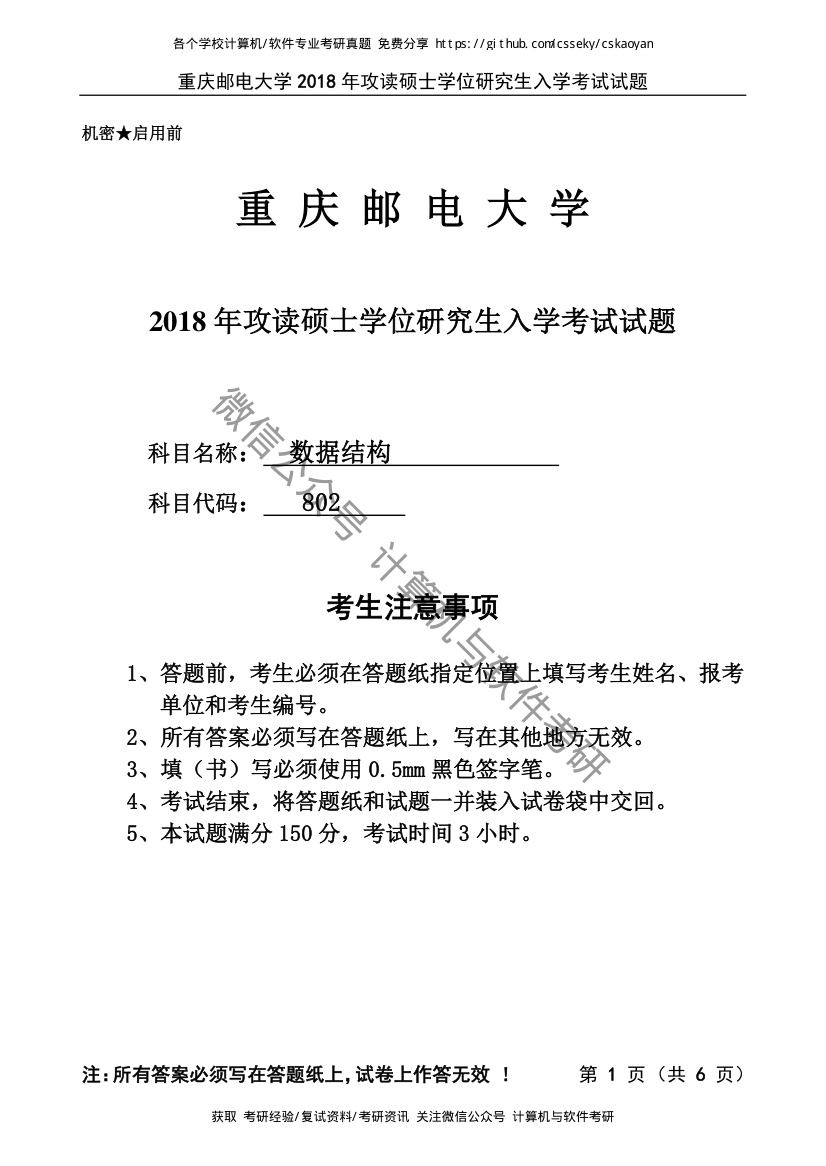 各个学校计算机/软件专业考研真题 免费分享 https://github.com/csseky/cskaoyan
重庆邮电大学 2018 年攻读硕士学位研究生入学考试试题
机密★启用前
重 庆 邮 电 大 学
2018 年攻读硕士学位研究生入学考试试题
科目名称： 数据结构
科目代码： 802
微信公众号 计算机与软件考研
考生注意事项
1、答题前，考生必须在答题纸指定位置上填写考生姓名、报考
单位和考生编号。
2、所有答案必须写在答题纸上，写在其他地方无效。
3、填（书）写必须使用 0.5mm 黑色签字笔。
4、考试结束，将答题纸和试题一并装入试卷袋中交回。
5、本试题满分 150 分，考试时间 3 小时。
注：所有答案必须写在答题纸上，试卷上作答无效 ！ 第 1 页（共 6 页）
获取 考研经验/复试资料/考研资讯 关注微信公众号 计算机与软件考研